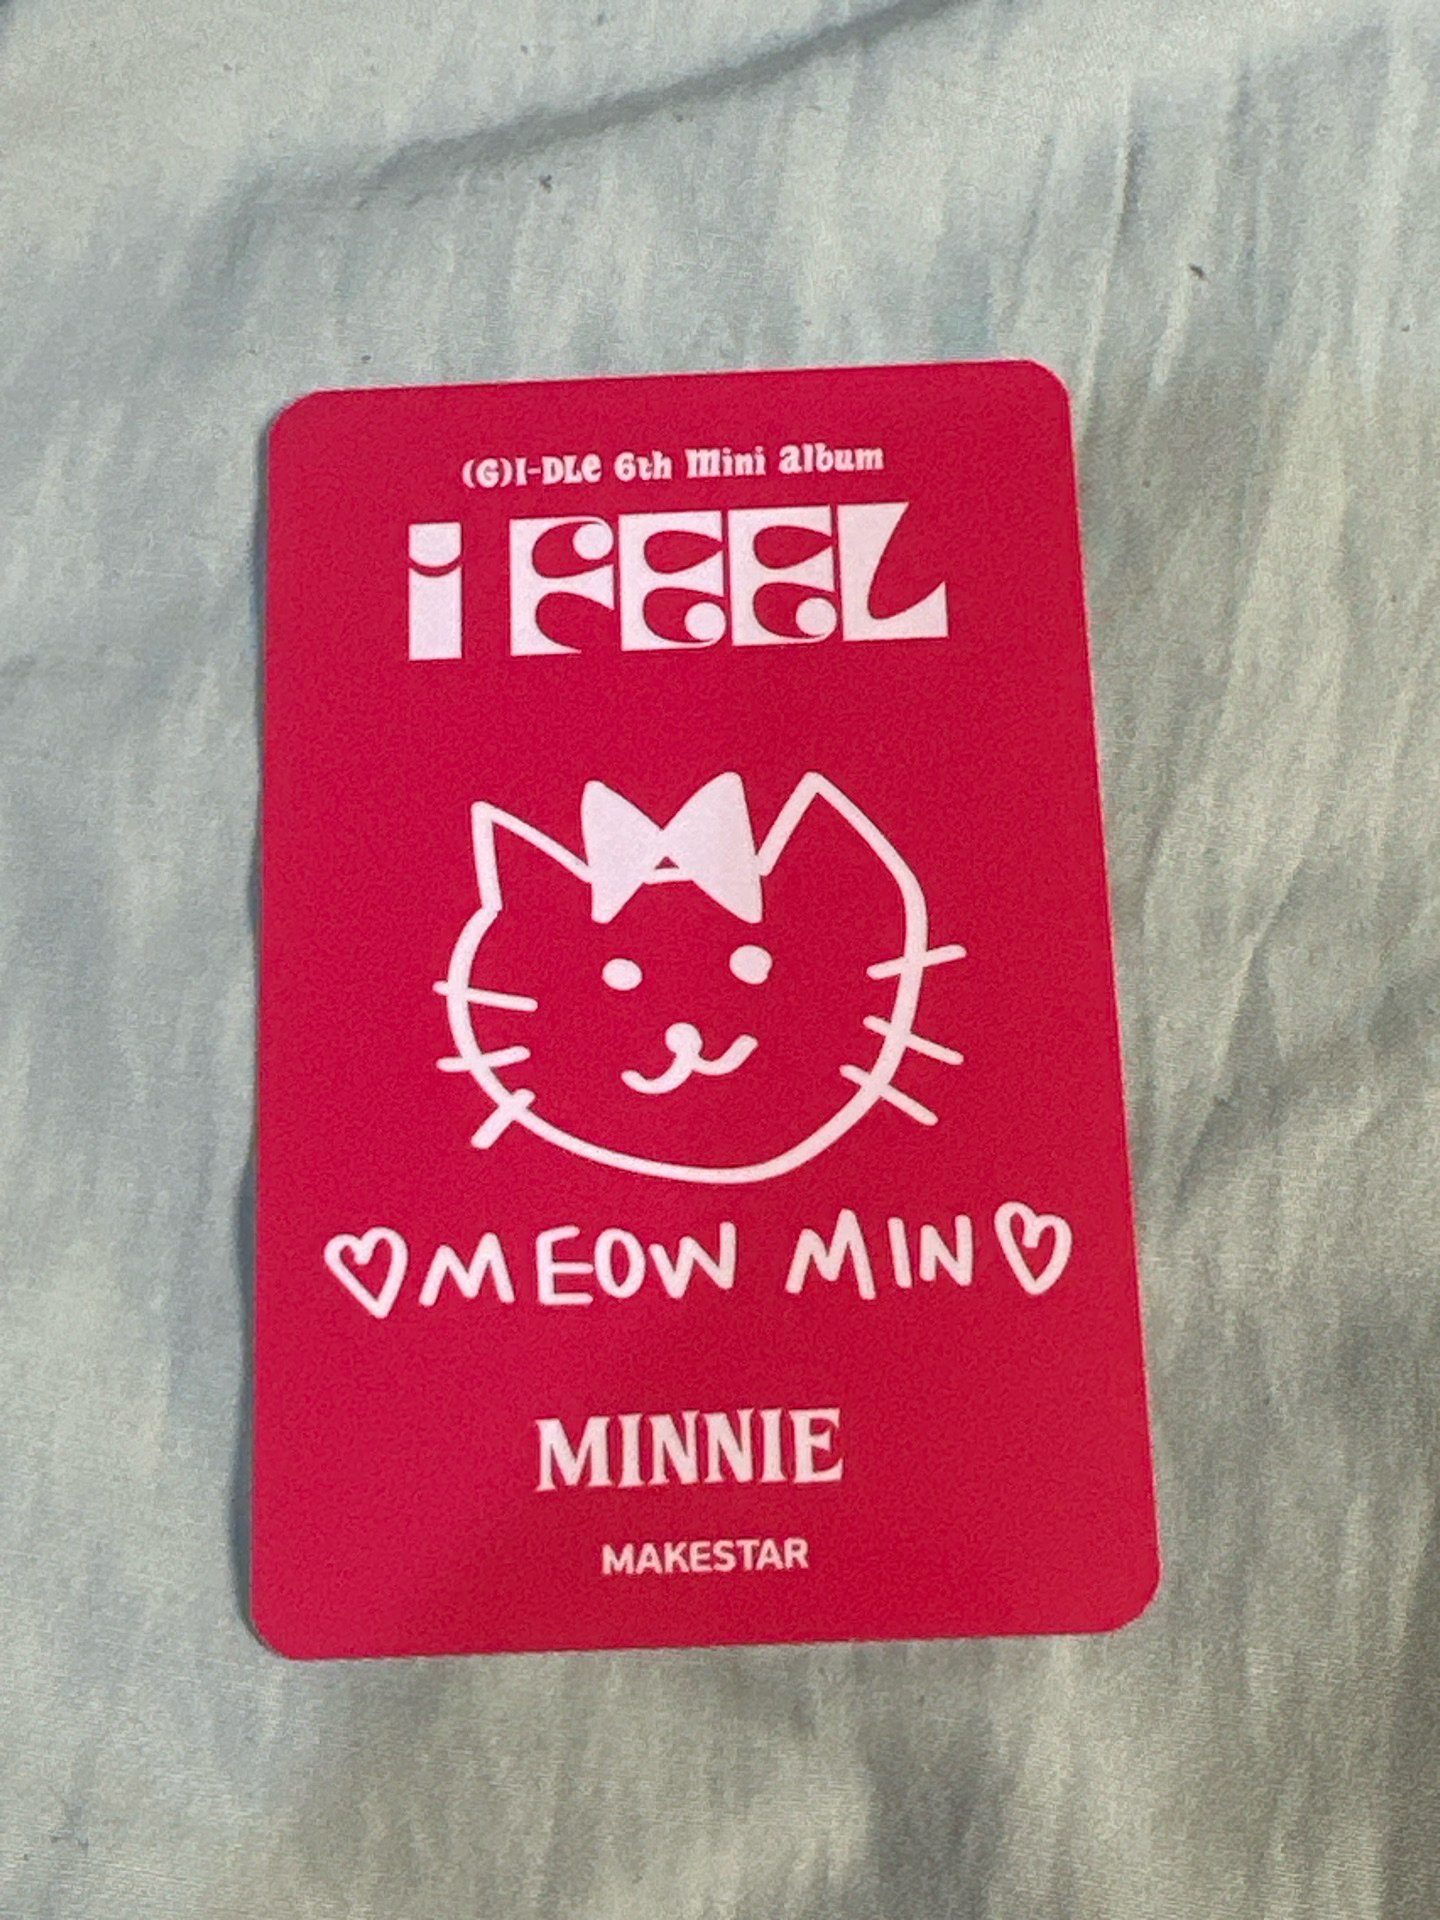 (G)I-DLe 6th Mini album
i FEEL
♡MEOW MIN♡
MINNIE
MAKESTAR